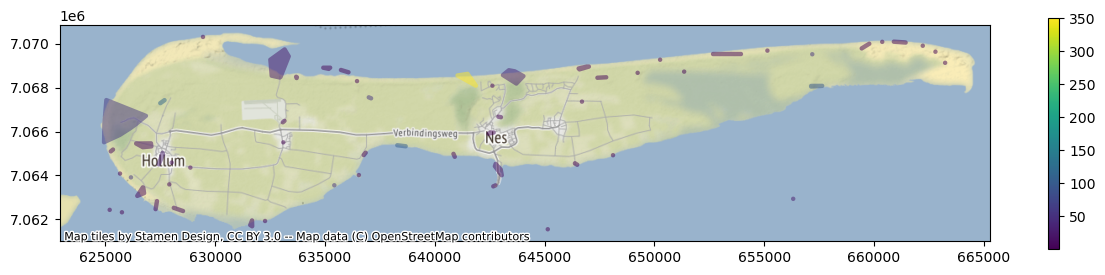 1e6
7.070
7.068
7.066
7.064
7.062
Verbindingsweg
Nes
Hollum
Map tiles by Stamen Design, CC BY 3.0 -- Map data (C) OpenStreetMap contributors
625000 630000 635000 640000 645000 650000 655000 660000 665000
350
300
250
200
150
100
50